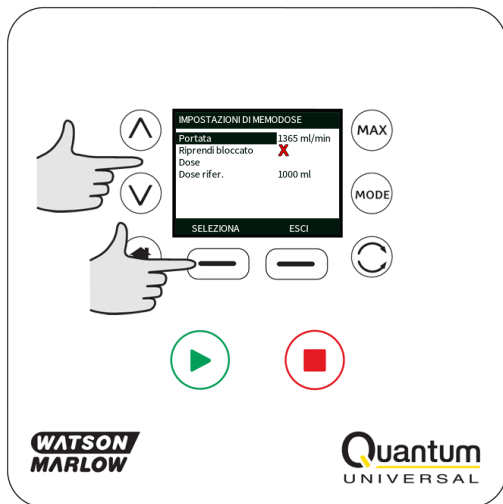 IMPOSTAZIONI DI MEMODOSE
Portata 1365 ml/min
Riprendi bloccato X
Dose
Dose rifer. 1000 ml
SELEZIONA ESCI
MAX
MODE
WATSON
MARLOW
Quantum
UNIVERSAL